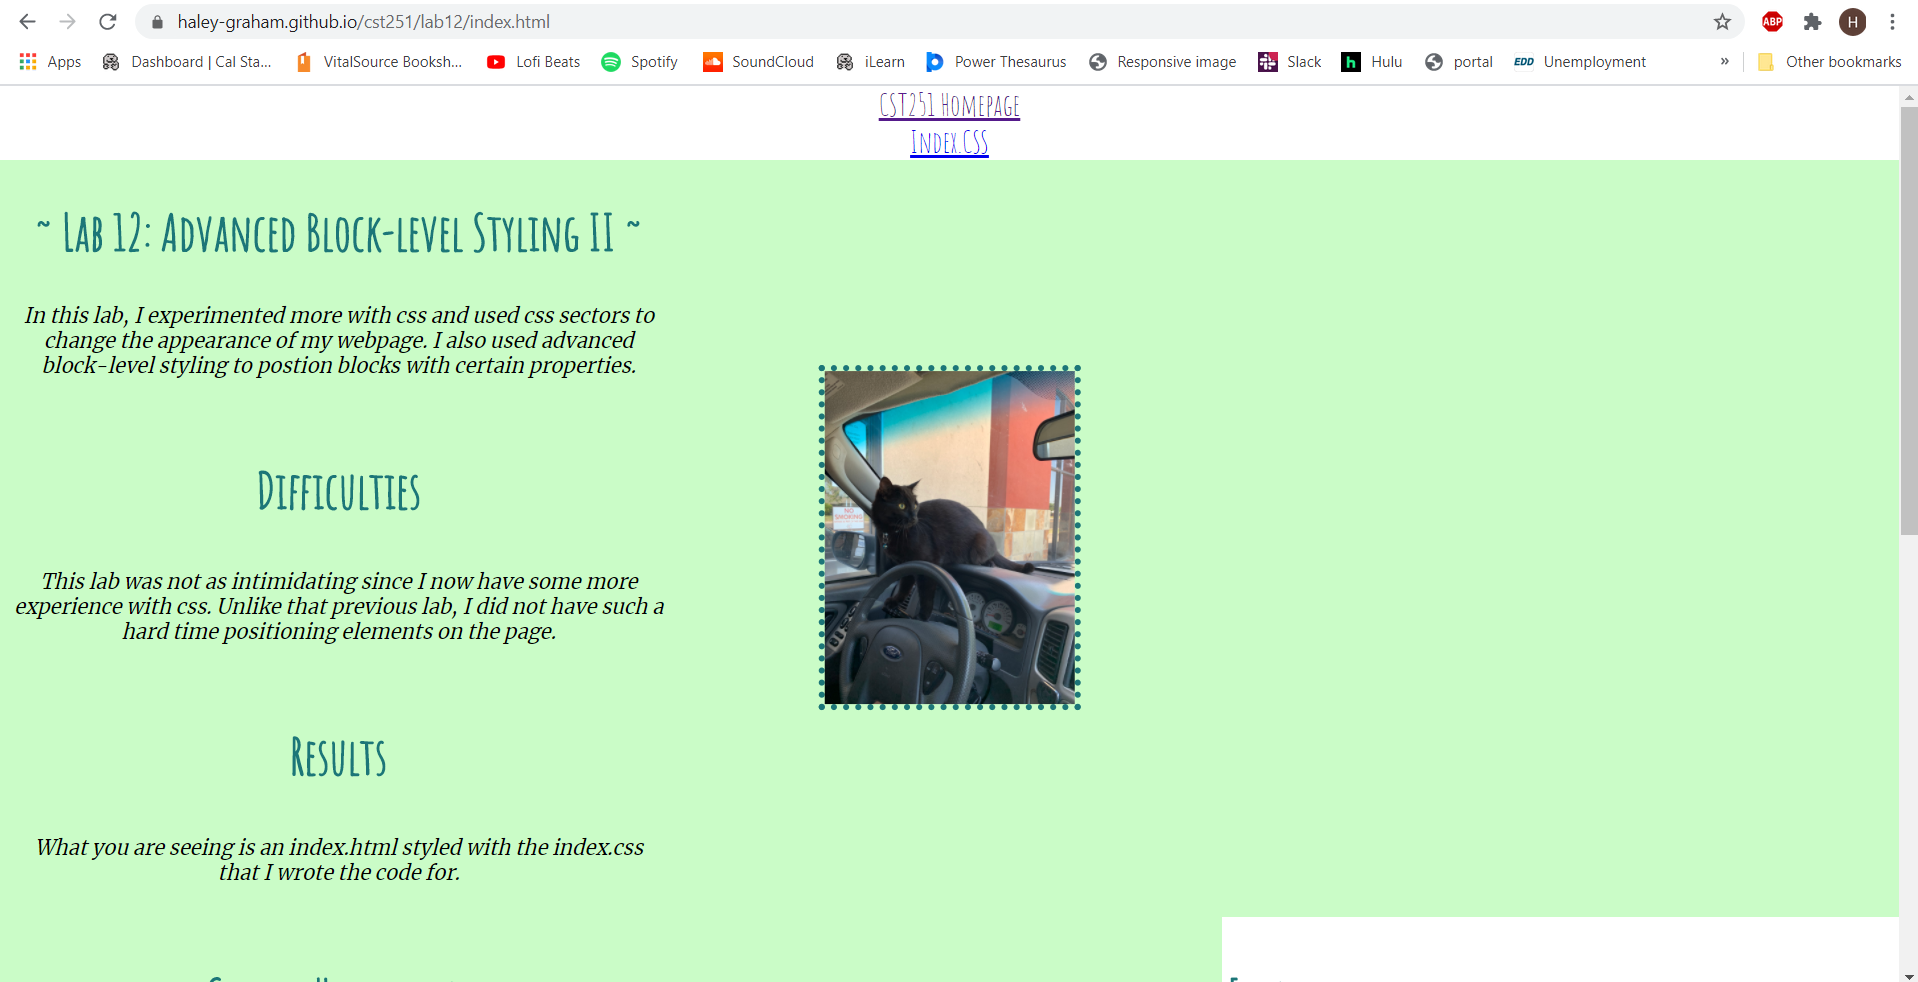 haley-graham.github.io/cst251/lab12/index.html
ABP
H
Apps
Dashboard | Cal Sta...
VitalSource Booksh...
Lofi Beats
Spotify
SoundCloud
iLearn
Power Thesaurus
Responsive image
Slack
h
Hulu
portal
EDD
Unemployment
»
Other bookmarks
CST251 Homepage
Index.CSS
~ Lab 12: Advanced Block-level Styling II ~
In this lab, I experimented more with css and used css sectors to
change the appearance of my webpage. I also used advanced
block-level styling to postion blocks with certain properties.
NO
SMOKING
Difficulties
This lab was not as intimidating since I now have some more
experience with css. Unlike that previous lab, I did not have such a
hard time positioning elements on the page.
Results
What you are seeing is an index.html styled with the index.css
that I wrote the code for.